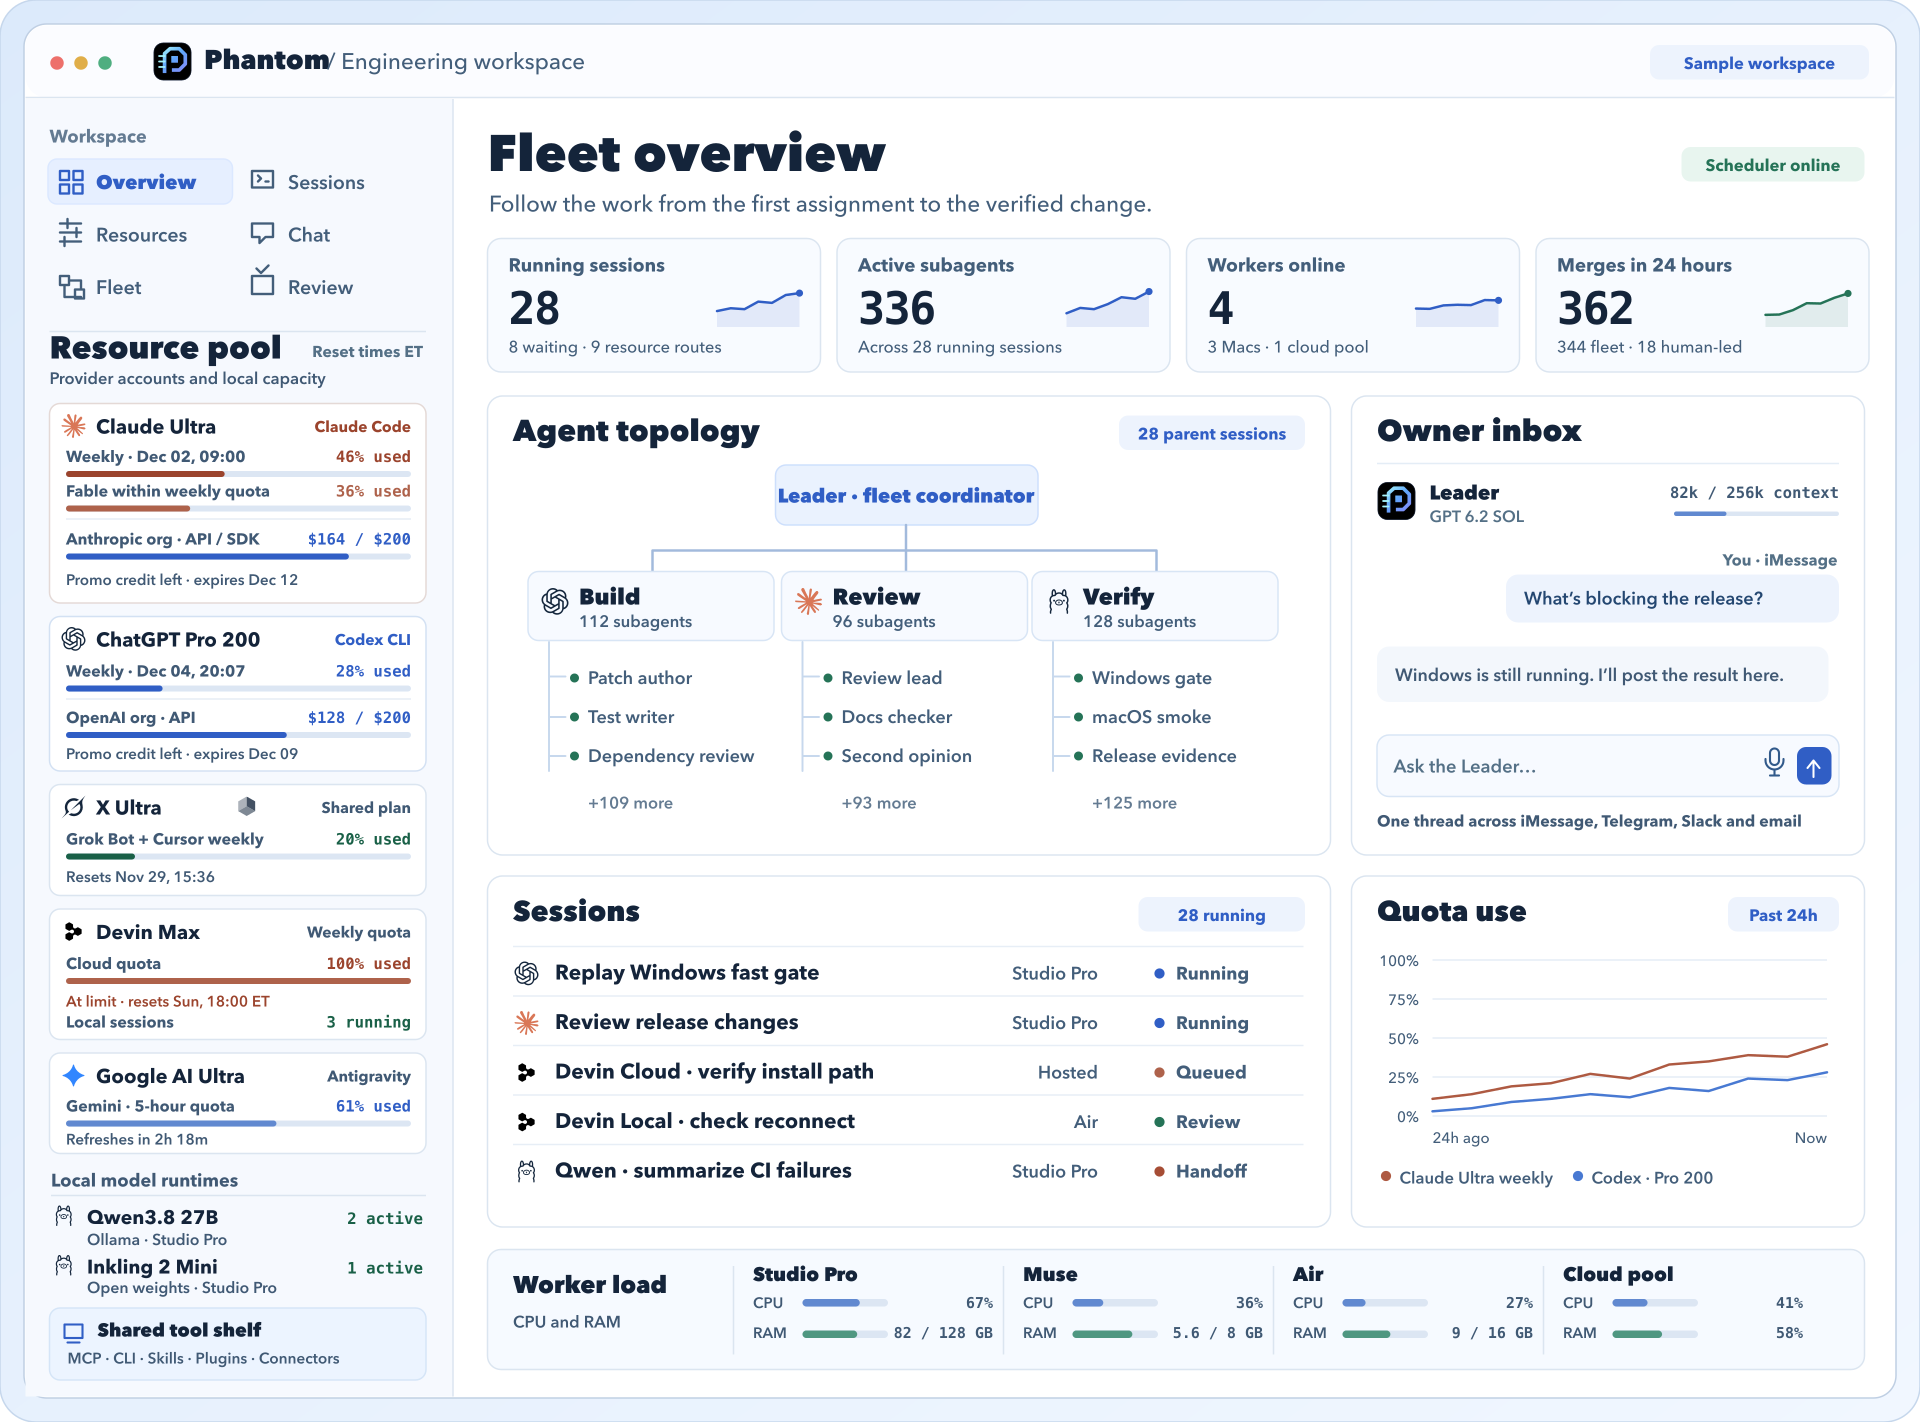 Phantom / Engineering workspace
Sample workspace
Workspace
Overview
Sessions
Resources
Chat
Fleet
Review
Resource pool
Reset times ET
Provider accounts and local capacity
Claude Ultra
Claude Code
Weekly · Dec 02, 09:00
46% used
Fable within weekly quota
36% used
Anthropic org · API / SDK
$164 / $200
Promo credit left · expires Dec 12
ChatGPT Pro 200
Codex CLI
Weekly · Dec 04, 20:07
28% used
OpenAI org · API
$128 / $200
Promo credit left · expires Dec 09
X Ultra
Shared plan
Grok Bot + Cursor weekly
20% used
Resets Nov 29, 15:36
Devin Max
Weekly quota
Cloud quota
100% used
At limit · resets Sun, 18:00 ET
Local sessions
3 running
Google AI Ultra
Antigravity
Gemini · 5-hour quota
61% used
Refreshes in 2h 18m
Local model runtimes
Qwen3.8 27B
2 active
Ollama · Studio Pro
Inkling 2 Mini
1 active
Open weights · Studio Pro
Shared tool shelf
MCP · CLI · Skills · Plugins · Connectors
Fleet overview
Scheduler online
Follow the work from the first assignment to the verified change.
Running sessions
28
8 waiting · 9 resource routes
Active subagents
336
Across 28 running sessions
Workers online
4
3 Macs · 1 cloud pool
Merges in 24 hours
362
344 fleet · 18 human-led
Agent topology
28 parent sessions
Leader · fleet coordinator
Build
112 subagents
Patch author
Test writer
Dependency review
+109 more
Review
96 subagents
Review lead
Docs checker
Second opinion
+93 more
Verify
128 subagents
Windows gate
macOS smoke
Release evidence
+125 more
Owner inbox
Leader
82k / 256k context
GPT 6.2 SOL
You · iMessage
What's blocking the release?
Windows is still running. I'll post the result here.
Ask the Leader…
One thread across iMessage, Telegram, Slack and email
Sessions
28 running
Replay Windows fast gate
Studio Pro
Running
Review release changes
Studio Pro
Running
Devin Cloud · verify install path
Hosted
Queued
Devin Local · check reconnect
Air
Review
Qwen · summarize CI failures
Studio Pro
Handoff
Quota use
Past 24h
100%
75%
50%
25%
0%
24h ago
Now
Claude Ultra weekly
Codex · Pro 200
Worker load
CPU and RAM
Studio Pro
CPU
67%
RAM
82 / 128 GB
Muse
CPU
36%
RAM
5.6 / 8 GB
Air
CPU
27%
RAM
9 / 16 GB
Cloud pool
CPU
41%
RAM
58%